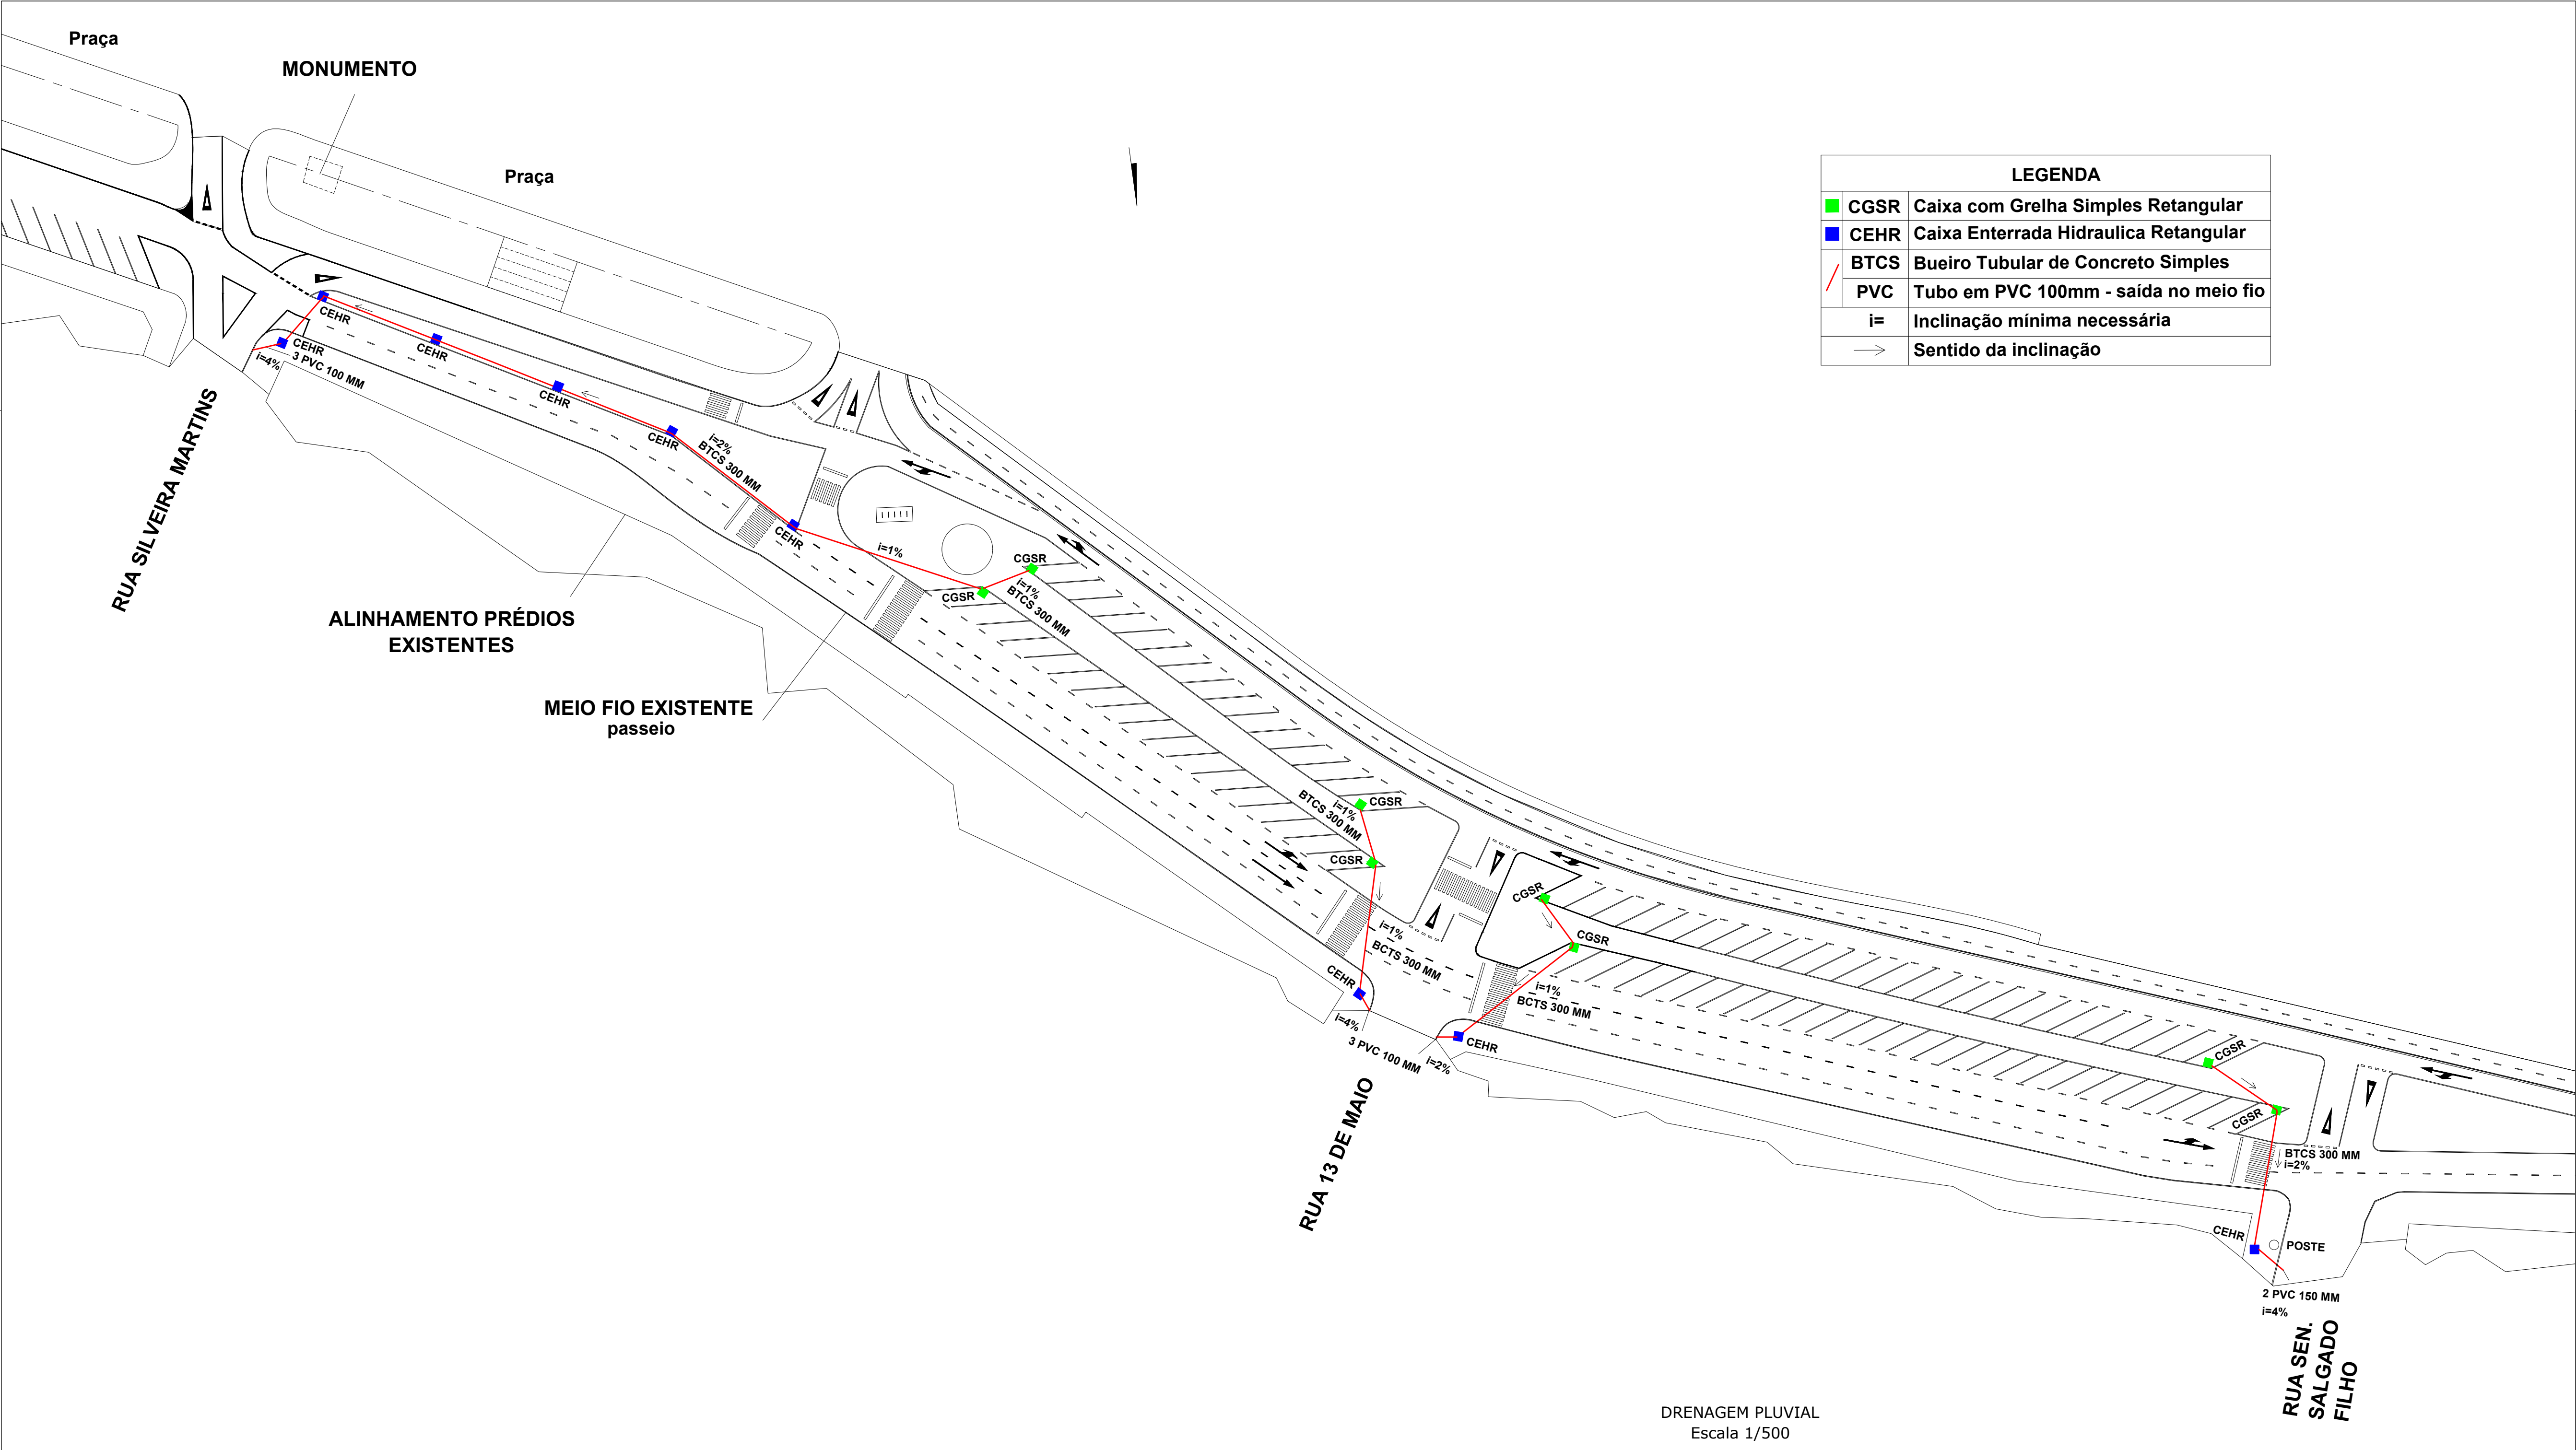 Praça
MONUMENTO
Praça
LEGENDA
CGSR Caixa com Grelha Simples Retangular
CEHR Caixa Enterrada Hidraulica Retangular
BTCS Bueiro Tubular de Concreto Simples
PVC Tubo em PVC 100mm - saída no meio fio
i= Inclinação mínima necessária
Sentido da inclinação
CEHR
CEHR
3 PVC 100 MM
i=4%
CEHR
CEHR
CEHR
i=2%
BTCS 300 MM
CEHR
i=1%
CGSR
CGSR
i=1%
BTCS 300 MM
RUA SILVEIRA MARTINS
ALINHAMENTO PRÉDIOS
EXISTENTES
MEIO FIO EXISTENTE
passeio
CGSR
i=1%
BTCS 300 MM
CGSR
i=1%
BCTS 300 MM
CEHR
i=4%
3 PVC 100 MM
CGSR
CGSR
i=1%
BCTS 300 MM
CEHR
i=2%
RUA 13 DE MAIO
CGSR
CGSR
BTCS 300 MM
i=2%
CEHR
POSTE
2 PVC 150 MM
i=4%
RUA SEN.
SALGADO
FILHO
DRENAGEM PLUVIAL
Escala 1/500